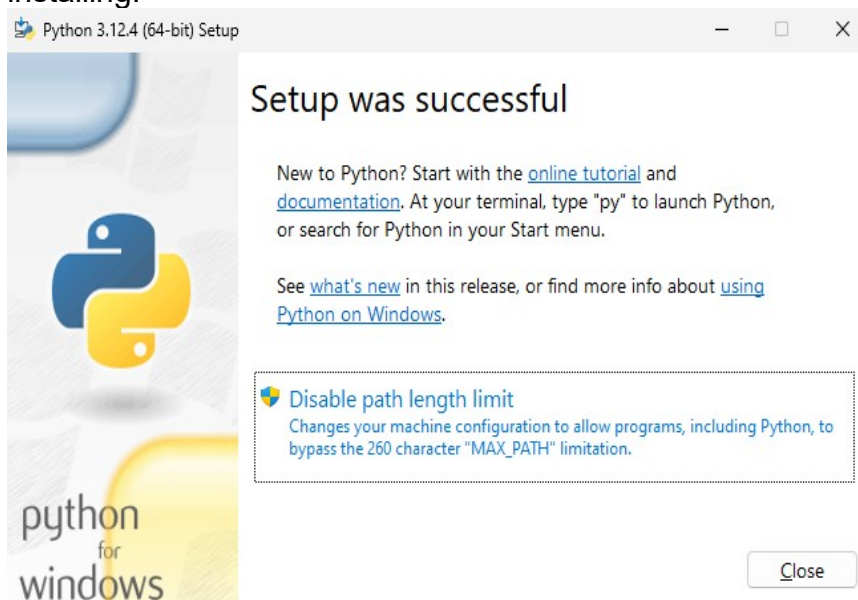 installing.
Python 3.12.4 (64-bit) Setup
Setup was successful
New to Python? Start with the online tutorial and
documentation. At your terminal, type "py" to launch Python,
or search for Python in your Start menu.
See what's new in this release, or find more info about using
Python on Windows.
Disable path length limit
Changes your machine configuration to allow programs, including Python, to
bypass the 260 character "MAX_PATH" limitation.
python
for
windows
Close